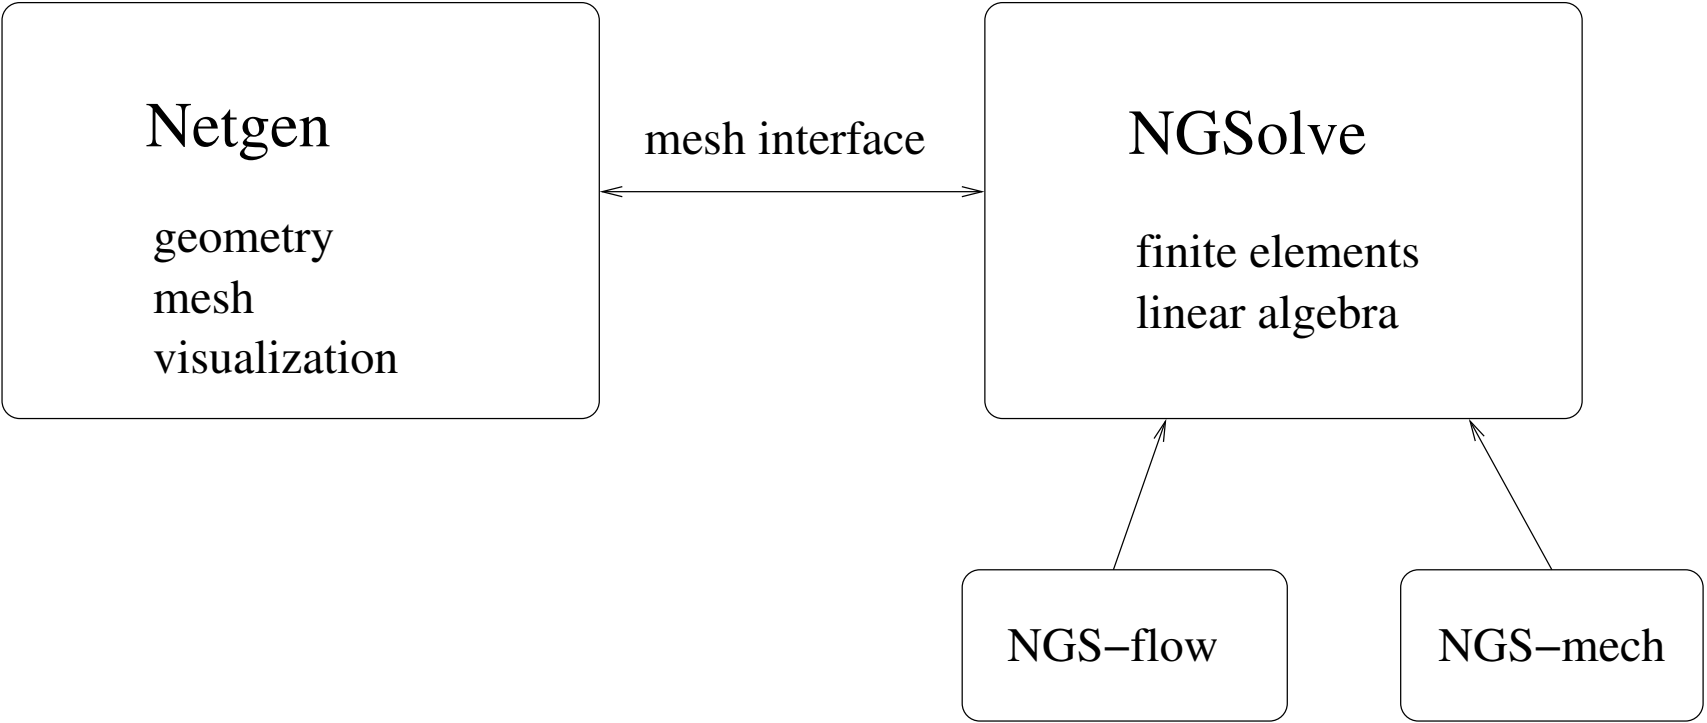 Netgen
geometry
mesh
visualization
mesh interface
NGSolve
finite elements
linear algebra
NGS−flow
NGS−mech